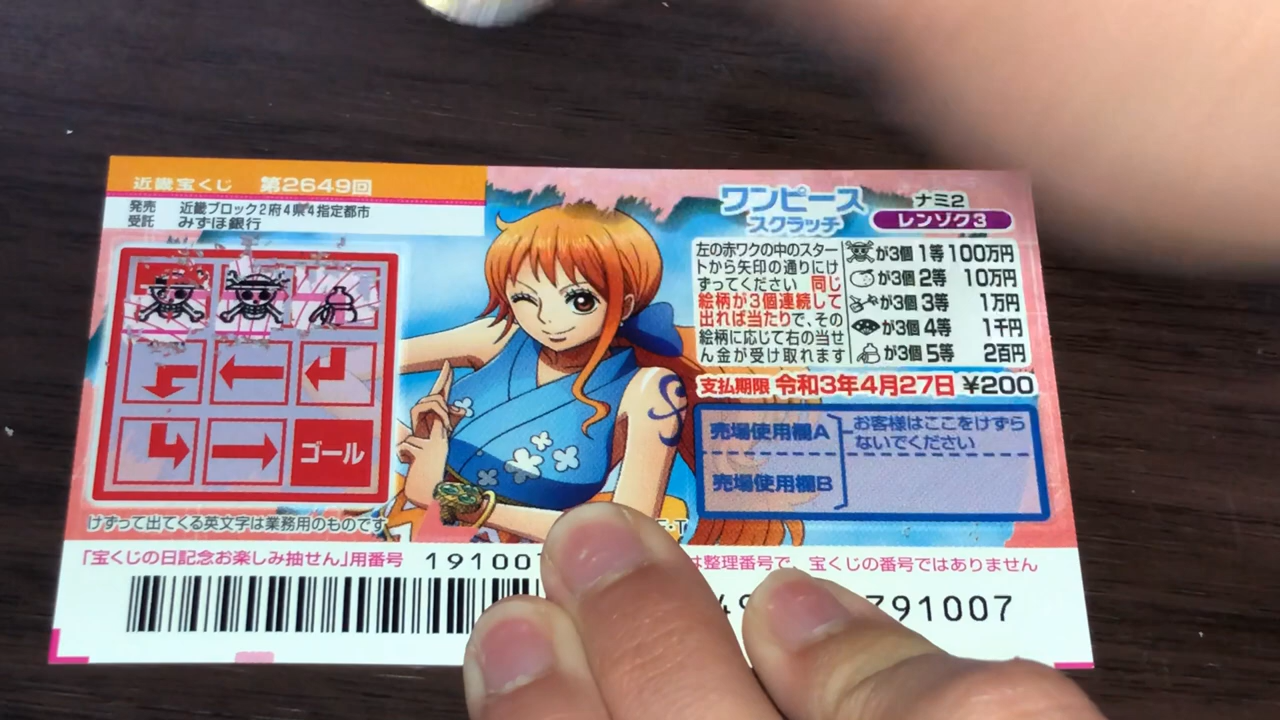 近畿宝くじ 第2649回
発売 近畿ブロック2府4県4指定都市
受託 みずほ銀行
ワンピース
スクラッチ
ナミ2
レンゾク3
左の赤ワクの中のスター
トから矢印の通りにけ
ずってください 同じ
絵柄が3個連続して
出れば当たりで、その
絵柄に応じて右の当せ
ん金が受け取れます
が3個 1等 100万円
が3個 2等 10万円
が3個 3等 1万円
が3個 4等 1千円
が3個 5等 2百円
支払期限 令和3年4月27日 ¥200
売場使用欄A
お客様はここをけずら
ないでください
売場使用欄B
ゴール
けずって出てくる英文字は業務用のものです
「宝くじの日記念お楽しみ抽せん」用番号 19100
は整理番号で、宝くじの番号ではありません
791007